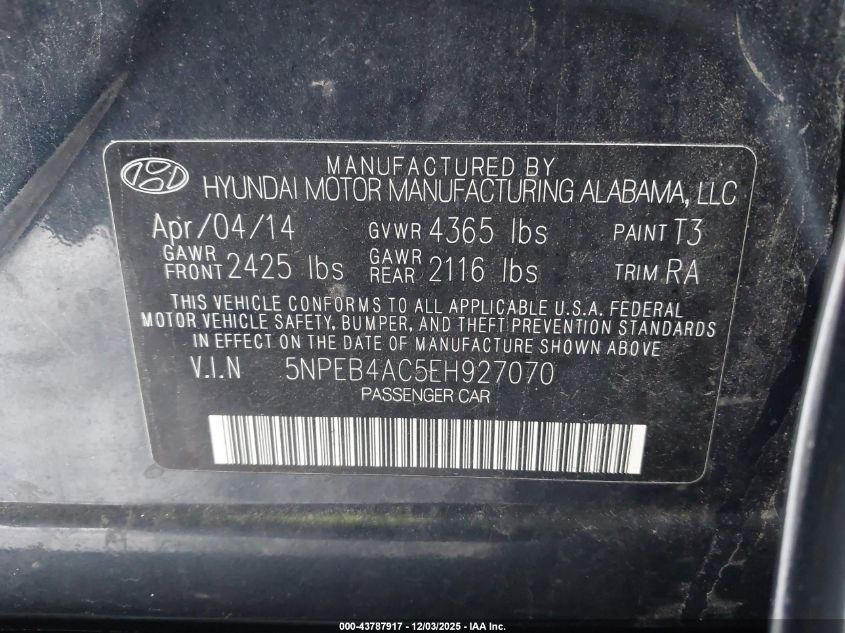 MANUFACTURED BY
HYUNDAI MOTOR MANUFACTURING ALABAMA, LLC
Apr/04/14 GVWR 4365 lbs PAINT T3
GAWR FRONT 2425 lbs GAWR REAR 2116 lbs TRIM RA
THIS VEHICLE CONFORMS TO ALL APPLICABLE U.S.A. FEDERAL
MOTOR VEHICLE SAFETY, BUMPER, AND THEFT PREVENTION STANDARDS
IN EFFECT ON THE DATE OF MANUFACTURE SHOWN ABOVE
V.I.N 5NPEB4AC5EH927070
PASSENGER CAR
000-43787917 - 12/03/2025 - IAA Inc.